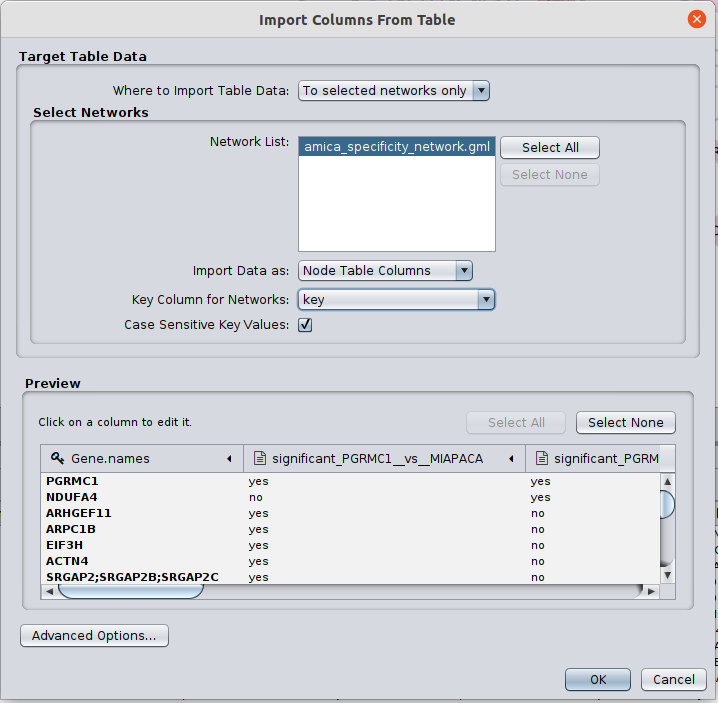 Import Columns From Table
Target Table Data
Where to Import Table Data: To selected networks only
Select Networks
Network List: amica_specificity_network.gml Select All
Select None
Import Data as: Node Table Columns
Key Column for Networks: key
Case Sensitive Key Values:
Preview
Click on a column to edit it. Select All Select None
Gene.names significant_PGRMC1__vs__MIAPACA significant_PGRM
PGRMC1 yes yes
NDUFA4 no yes
ARHGEF11 yes no
ARPC1B yes no
EIF3H yes no
ACTN4 yes no
SRGAP2;SRGAP2B;SRGAP2C yes no
Advanced Options...
OK Cancel